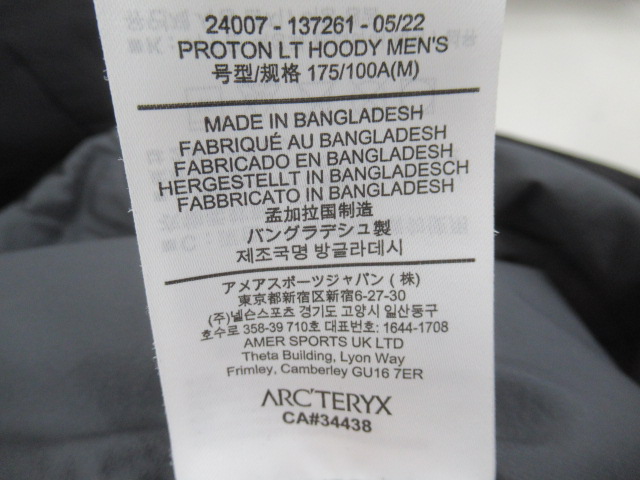 24007 - 137261 - 05/22
PROTON LT HOODY MEN'S
号型/规格 175/100A(M)
MADE IN BANGLADESH
FABRIQUÉ AU BANGLADESH
FABRICADO EN BANGLADESH
HERGESTELLT IN BANGLADESCH
FABBRICATO IN BANGLADESH
孟加拉国制造
バングラデシュ製
제조국명 방글라데시
アメアスポーツジャパン (株)
東京都新宿区新宿6-27-30
(주)넬슨스포츠 경기도 고양시 일산동구
호수로 358-39 710호 대표번호: 1644-1708
AMER SPORTS UK LTD
Theta Building, Lyon Way
Frimley, Camberley GU16 7ER
ARC'TERYX
CA#34438